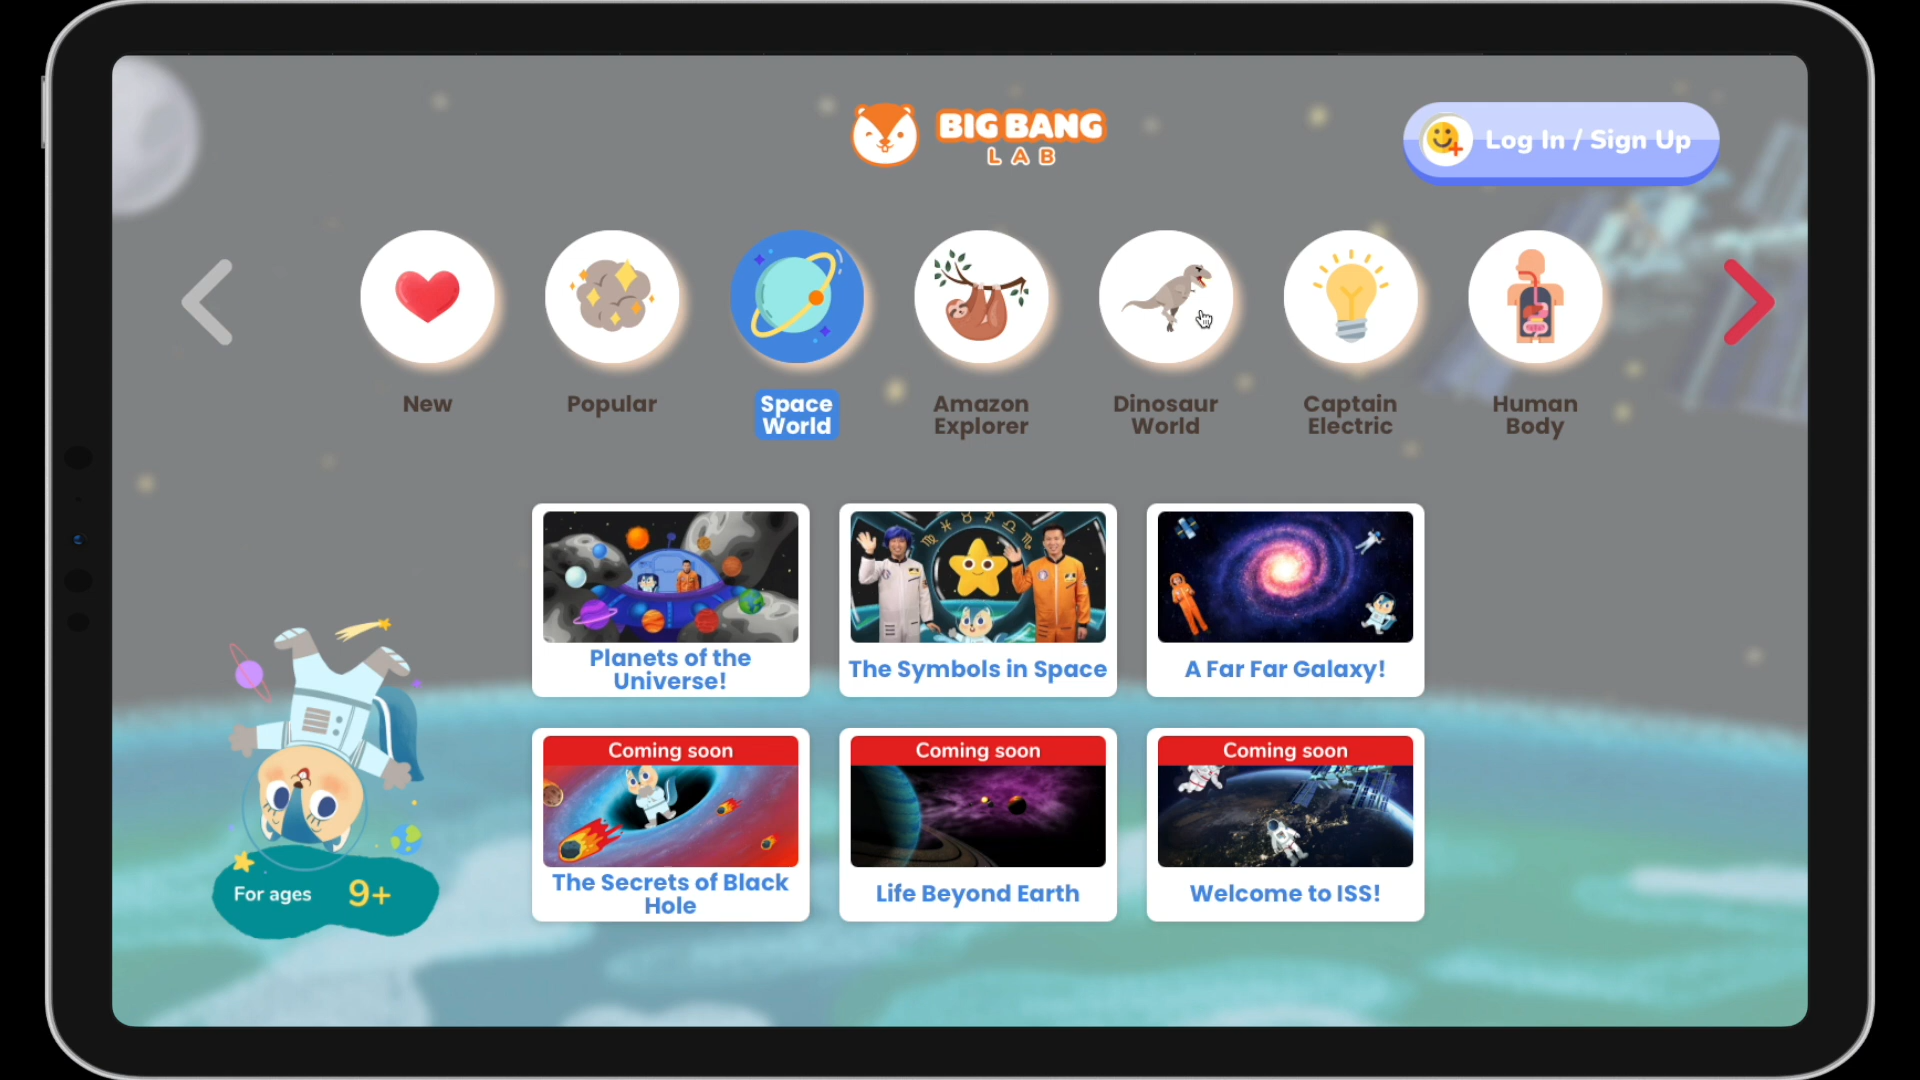 BIG BANG
LAB
Log In / Sign Up
New
Popular
Space
World
Amazon
Explorer
Dinosaur
World
Captain
Electric
Human
Body
Planets of the
Universe!
The Symbols in Space
A Far Far Galaxy!
Coming soon
The Secrets of Black
Hole
Coming soon
Life Beyond Earth
Coming soon
Welcome to ISS!
For ages 9+